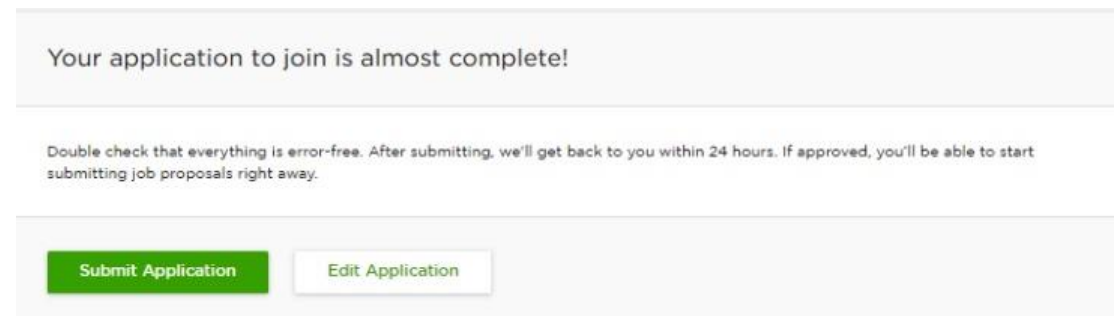 Your application to join is almost complete!
Double check that everything is error-free. After submitting, we'll get back to you within 24 hours. If approved, you'll be able to start
submitting job proposals right away.
Submit Application
Edit Application